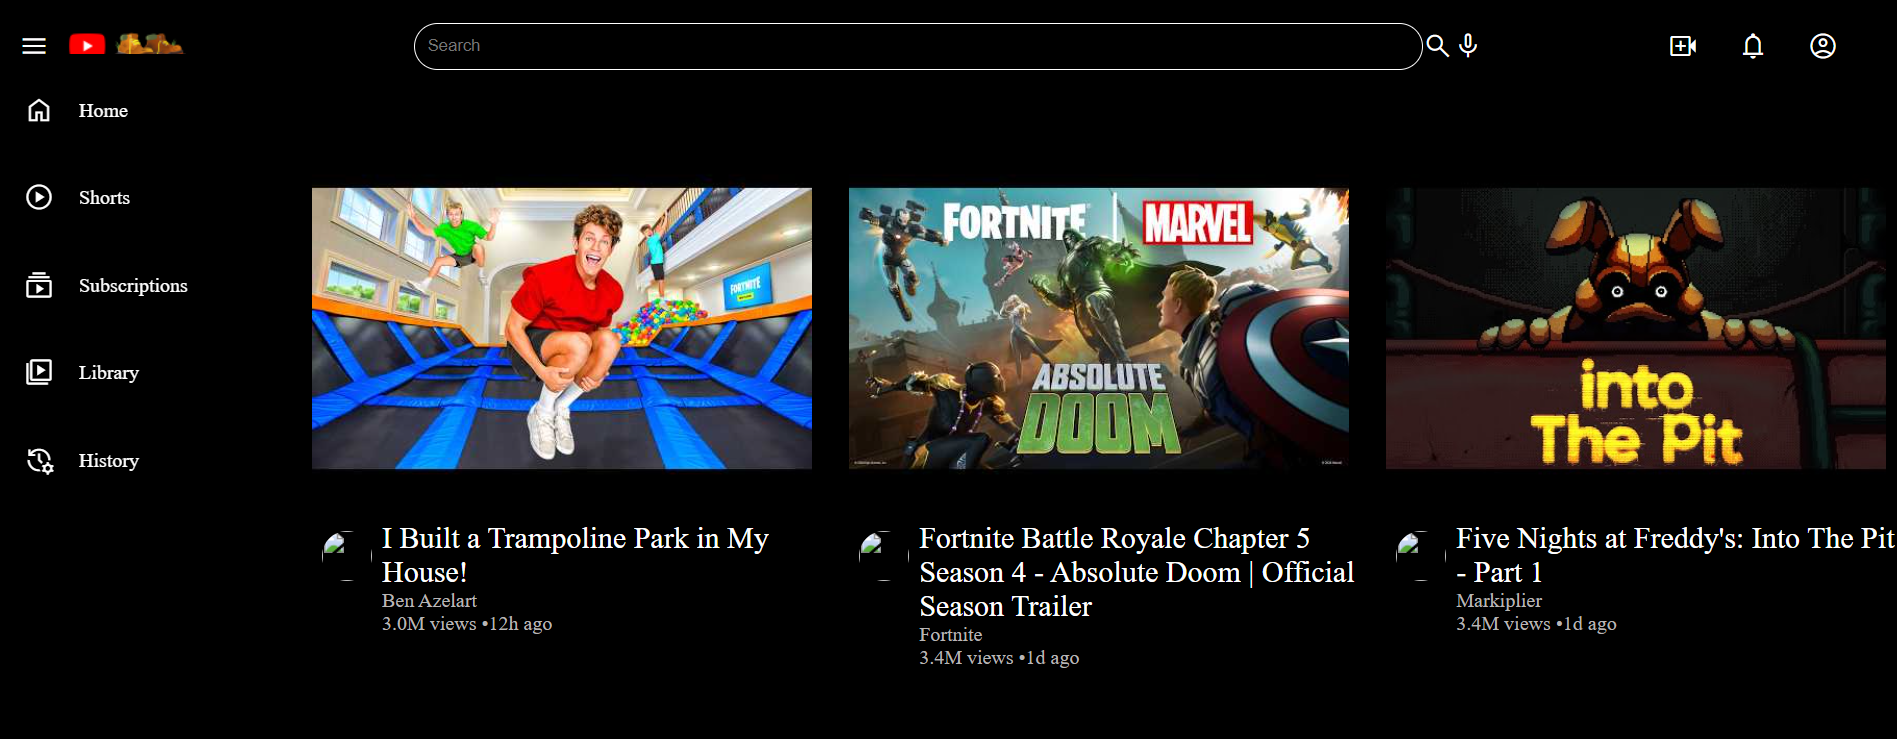 Search
Home
Shorts
Subscriptions
Library
History
FORTNITE
FORTNITE | MARVEL
ABSOLUTE
DOOM
into
The Pit
I Built a Trampoline Park in My
House!
Ben Azelart
3.0M views •12h ago
Fortnite Battle Royale Chapter 5
Season 4 - Absolute Doom | Official
Season Trailer
Fortnite
3.4M views •1d ago
Five Nights at Freddy's: Into The Pit
- Part 1
Markiplier
3.4M views •1d ago